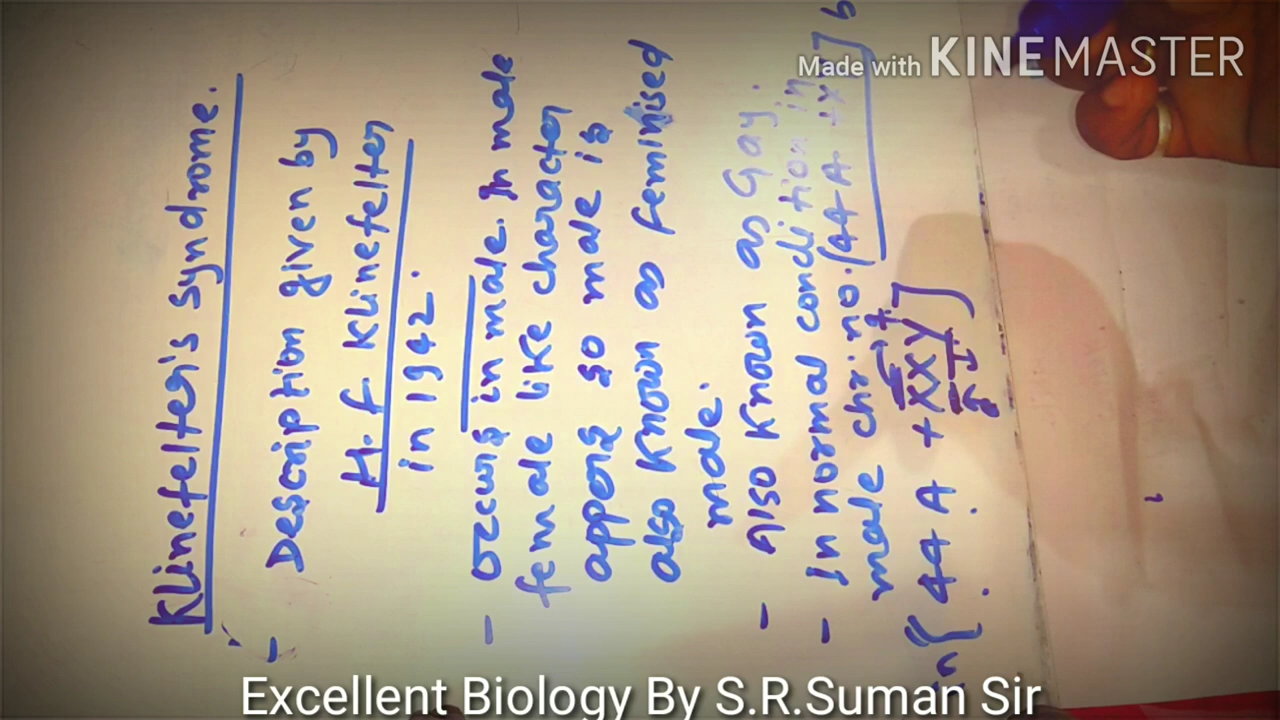 Klinefelter's syndrome.
- Description given by
H. F Klinefelter
in 1942.
- occurs in male. In male
female like character
appers so male is
also known as feminised
male.
- Also known as Gay.
- In normal condition in
male chr. no. (44 A + x
{ 44 A + XXY }
Made with KINEMASTER
Excellent Biology By S.R.Suman Sir